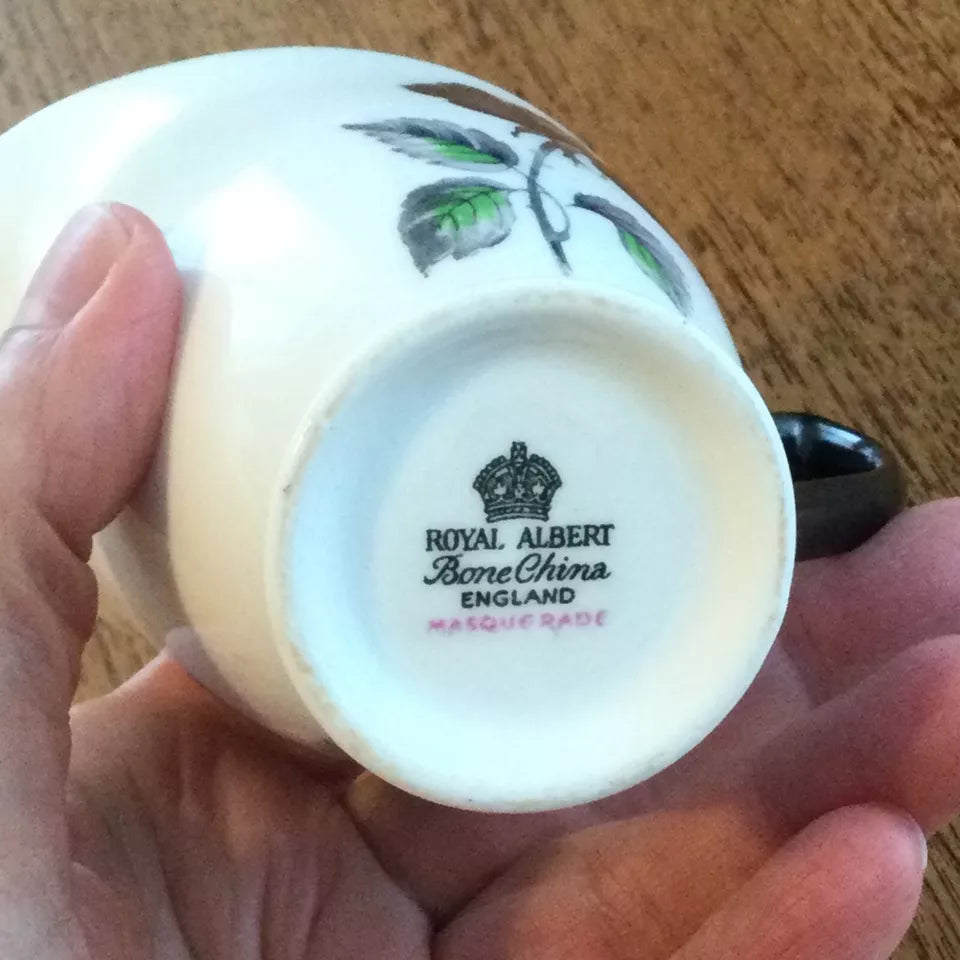 ROYAL ALBERT
Bone China
ENGLAND
MASQUERADE